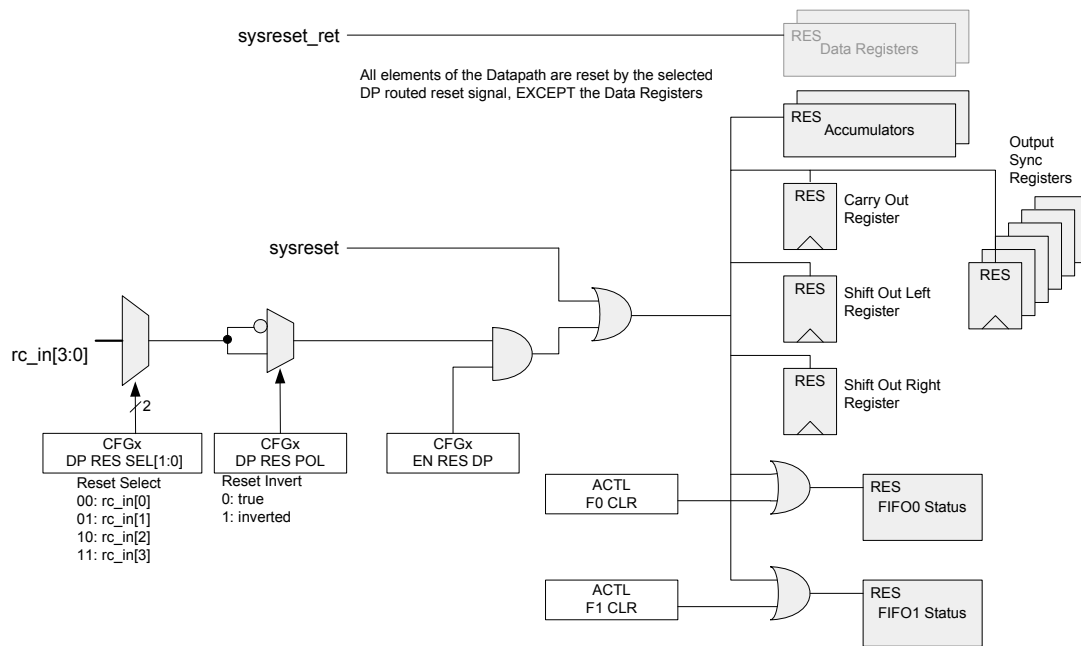 sysreset_ret
RES
Data Registers
All elements of the Datapath are reset by the selected
DP routed reset signal, EXCEPT the Data Registers
RES
Accumulators
Output
Sync
Registers
RES
Carry Out
Register
sysreset
RES
Shift Out Left
Register
RES
rc_in[3:0]
RES
Shift Out Right
Register
2
CFGx
DP RES SEL[1:0]
CFGx
DP RES POL
CFGx
EN RES DP
Reset Select
00: rc_in[0]
01: rc_in[1]
10: rc_in[2]
11: rc_in[3]
Reset Invert
0: true
1: inverted
ACTL
F0 CLR
RES
FIFO0 Status
ACTL
F1 CLR
RES
FIFO1 Status